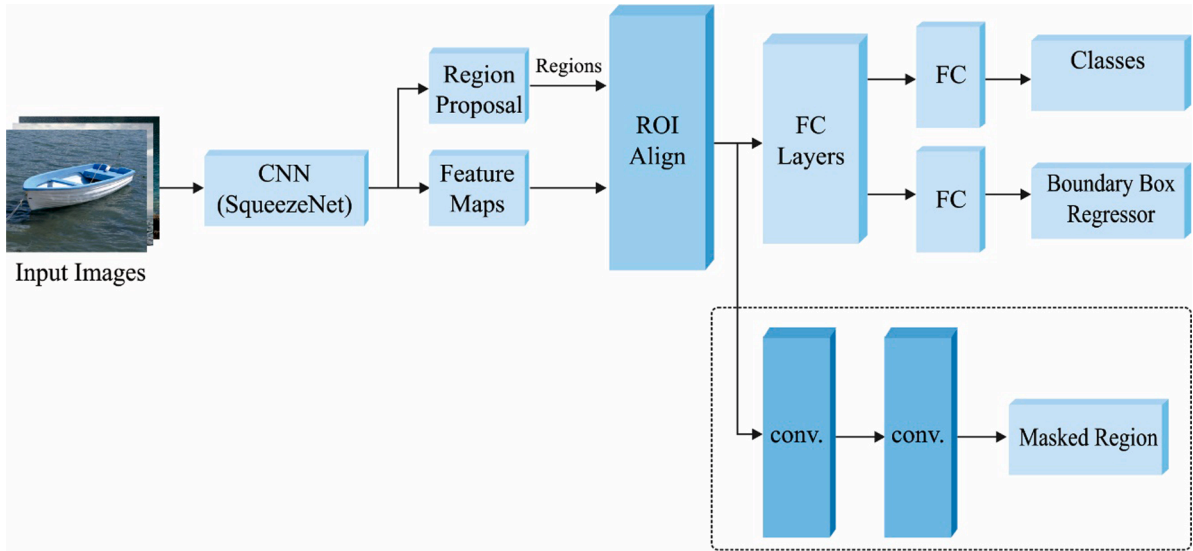 Input Images
CNN
(SqueezeNet)
Region
Proposal
Regions
Feature
Maps
ROI
Align
FC
Layers
FC
Classes
FC
Boundary Box
Regressor
conv.
conv.
Masked Region